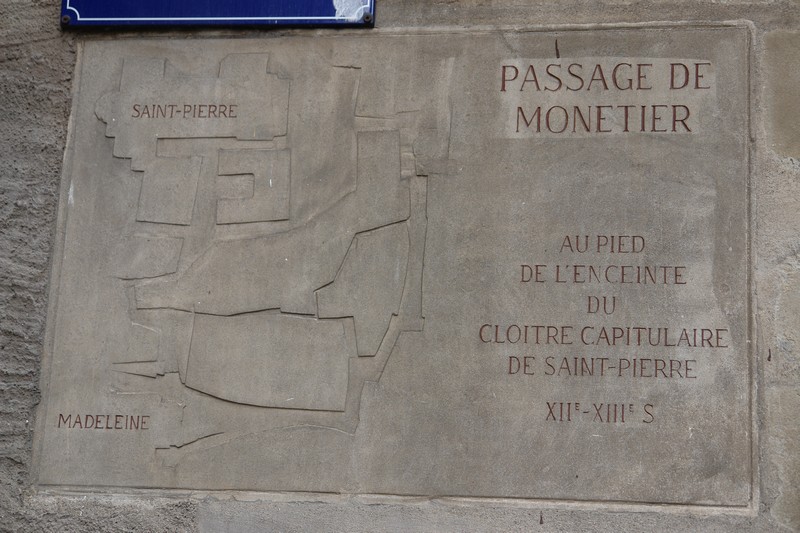 SAINT-PIERRE
MADELEINE
PASSAGE DE
MONETIER
AU PIED
DE L'ENCEINTE
DU
CLOITRE CAPITULAIRE
DE SAINT-PIERRE
XIIE-XIIIE S